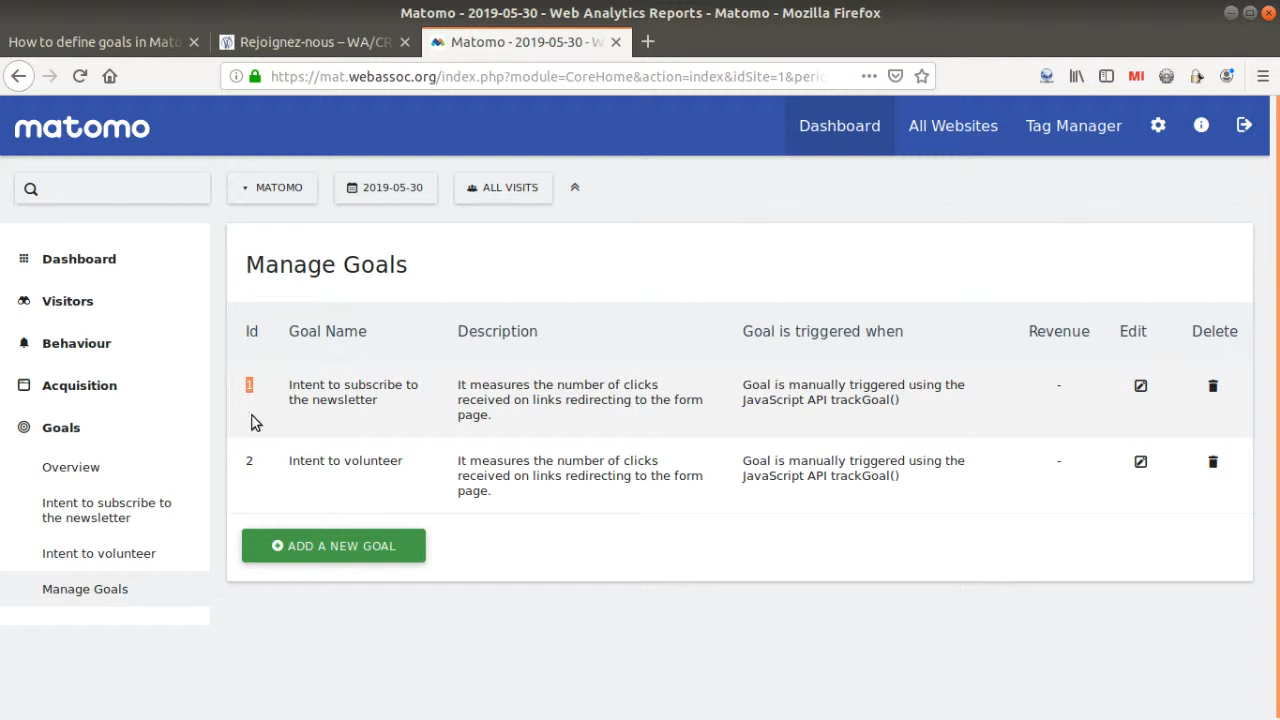 Matomo - 2019-05-30 - Web Analytics Reports - Matomo - Mozilla Firefox
How to define goals in Mato
Rejoignez-nous – WA/CR
Matomo - 2019-05-30 - W
https://mat.webassoc.org/index.php?module=CoreHome&action=index&idSite=1&perio
MI
matomo
Dashboard
All Websites
Tag Manager
MATOMO
2019-05-30
ALL VISITS
Dashboard
Visitors
Behaviour
Acquisition
Goals
Overview
Intent to subscribe to
the newsletter
Intent to volunteer
Manage Goals
Manage Goals
Id Goal Name Description Goal is triggered when Revenue Edit Delete
1 Intent to subscribe to It measures the number of clicks Goal is manually triggered using the -
the newsletter received on links redirecting to the form JavaScript API trackGoal()
page.
2 Intent to volunteer It measures the number of clicks Goal is manually triggered using the -
received on links redirecting to the form JavaScript API trackGoal()
page.
ADD A NEW GOAL